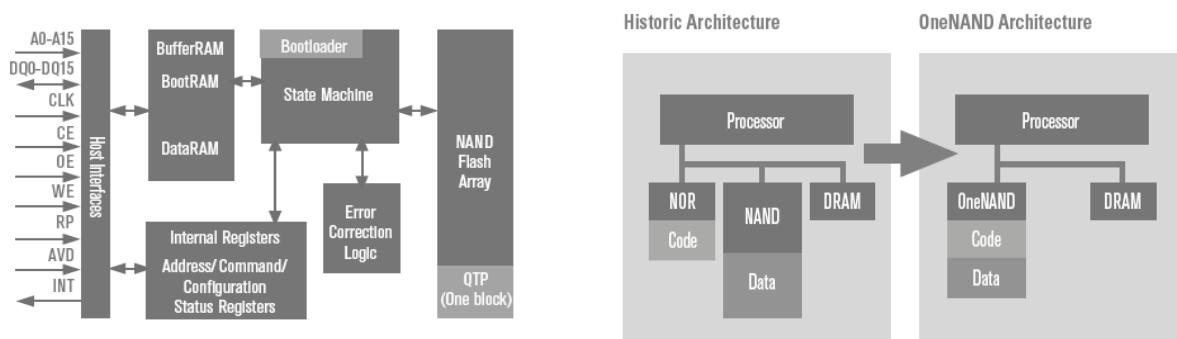 A0-A15
DQ0-DQ15
CLK
CE
OE
WE
RP
AVD
INT
Host Interfaces
BufferRAM
BootRAM
DataRAM
Bootloader
State Machine
Internal Registers
Address/Command/
Configuration
Status Registers
Error
Correction
Logic
NAND
Flash
Array
QTP
(One block)
Historic Architecture
Processor
NOR
Code
NAND
Data
DRAM
OneNAND Architecture
Processor
OneNAND
Code
Data
DRAM